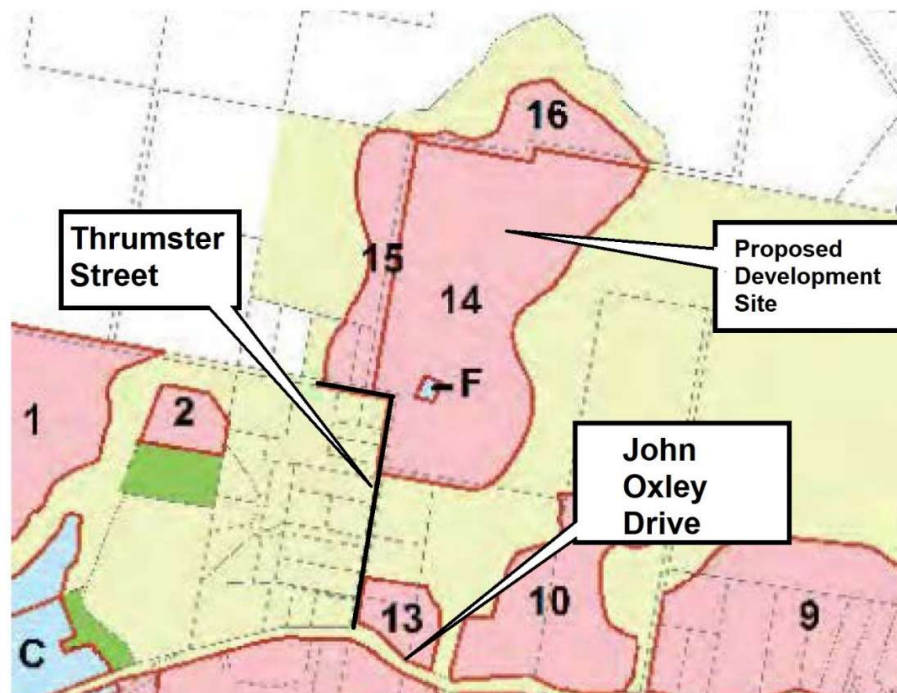 16
Thrumster
Street
Proposed
Development
Site
15
14
F
1
2
John
Oxley
Drive
13
10
9
C